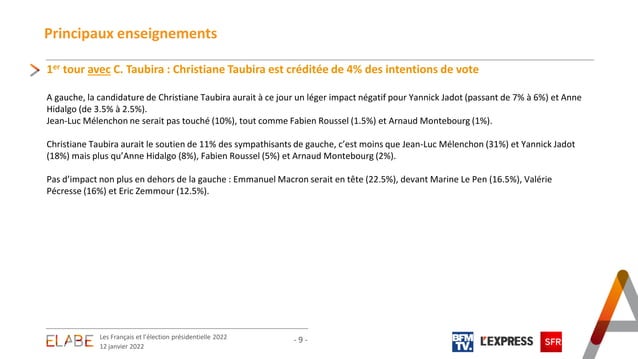 Principaux enseignements
1er tour avec C. Taubira : Christiane Taubira est créditée de 4% des intentions de vote
A gauche, la candidature de Christiane Taubira aurait à ce jour un léger impact négatif pour Yannick Jadot (passant de 7% à 6%) et Anne
Hidalgo (de 3.5% à 2.5%).
Jean-Luc Mélenchon ne serait pas touché (10%), tout comme Fabien Roussel (1.5%) et Arnaud Montebourg (1%).
Christiane Taubira aurait le soutien de 11% des sympathisants de gauche, c'est moins que Jean-Luc Mélenchon (31%) et Yannick Jadot
(18%) mais plus qu'Anne Hidalgo (8%), Fabien Roussel (5%) et Arnaud Montebourg (2%).
Pas d'impact non plus en dehors de la gauche : Emmanuel Macron serait en tête (22.5%), devant Marine Le Pen (16.5%), Valérie
Pécresse (16%) et Eric Zemmour (12.5%).
ELABE
Les Français et l'élection présidentielle 2022
12 janvier 2022
- 9 -
BFM
TV.
L'EXPRESS
SFR